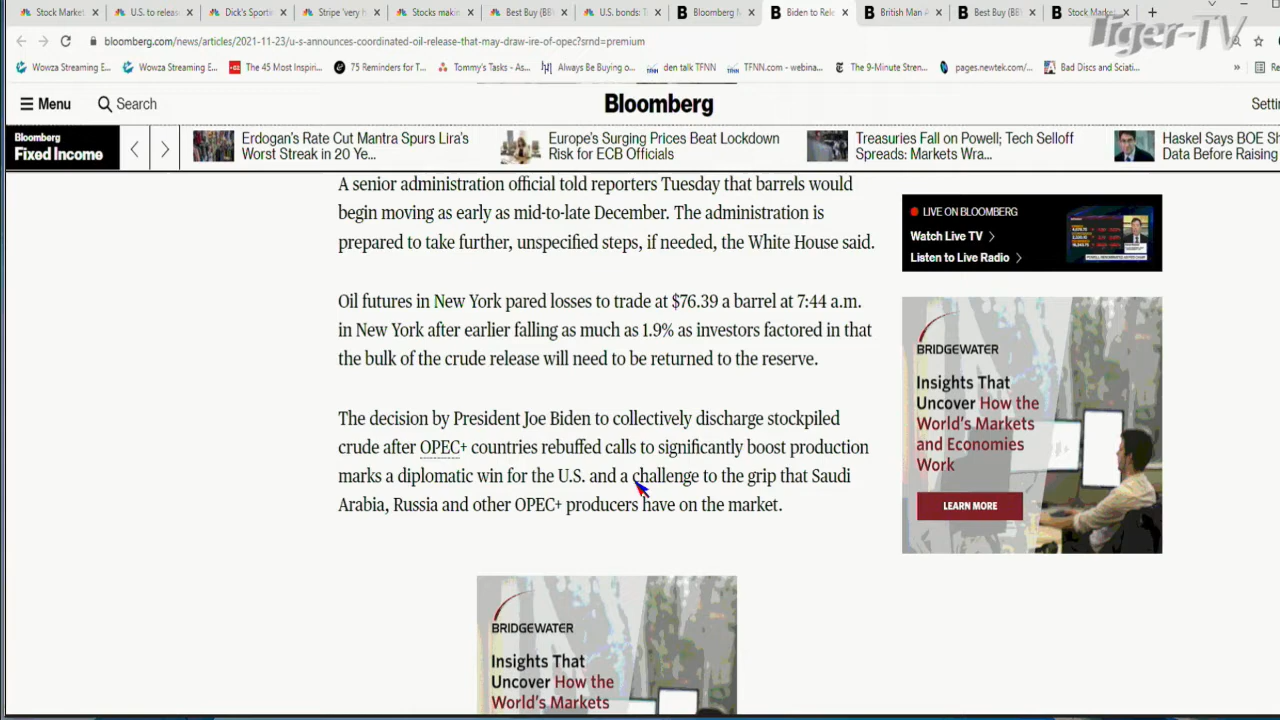 Stock Market
U.S. to releas
Dick's Sporti
Stripe 'very h
Stocks makin
Best Buy (BB
U.S. bonds: T
Bloomberg N
Biden to Rele
British Man A
Best Buy (BB
Stock Marke
Tiger-TV
bloomberg.com/news/articles/2021-11-23/u-s-announces-coordinated-oil-release-that-may-draw-ire-of-opec?srnd=premium
Wowza Streaming E...
Wowza Streaming E...
The 45 Most Inspiri...
75 Reminders for T...
Tommy's Tasks - As...
Always Be Buying o...
den talk TFNN
TFNN.com - webina...
The 9-Minute Stren...
pages.newtek.com/...
Bad Discs and Sciati...
Menu
Search
Bloomberg
Bloomberg
Fixed Income
Erdogan's Rate Cut Mantra Spurs Lira's
Worst Streak in 20 Ye...
Europe's Surging Prices Beat Lockdown
Risk for ECB Officials
Treasuries Fall on Powell; Tech Selloff
Spreads: Markets Wra...
Haskel Says BOE Sh
Data Before Raising
A senior administration official told reporters Tuesday that barrels would
begin moving as early as mid-to-late December. The administration is
prepared to take further, unspecified steps, if needed, the White House said.
Oil futures in New York pared losses to trade at $76.39 a barrel at 7:44 a.m.
in New York after earlier falling as much as 1.9% as investors factored in that
the bulk of the crude release will need to be returned to the reserve.
The decision by President Joe Biden to collectively discharge stockpiled
crude after OPEC+ countries rebuffed calls to significantly boost production
marks a diplomatic win for the U.S. and a challenge to the grip that Saudi
Arabia, Russia and other OPEC+ producers have on the market.
LIVE ON BLOOMBERG
Watch Live TV
Listen to Live Radio
BRIDGEWATER
Insights That
Uncover How the
World's Markets
and Economies
Work
LEARN MORE
BRIDGEWATER
Insights That
Uncover How the
World's Markets